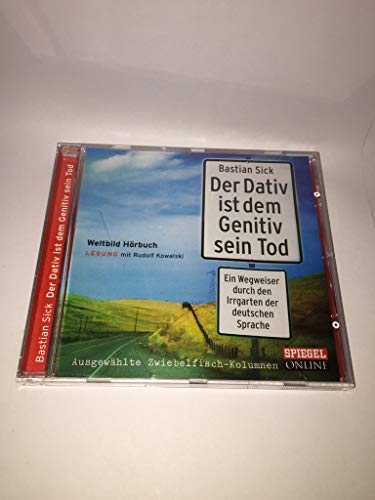 Bastian Sick Der Dativ ist dem Genitiv sein Tod
Bastian Sick
Der Dativ
ist dem
Genitiv
sein Tod
Weltbild Hörbuch
LESUNG mit Rudolf Kowalski
Ein Wegweiser
durch den
Irrgarten der
deutschen
Sprache
SPIEGEL
ONLINE
Ausgewählte Zwiebelfisch-Kolumnen